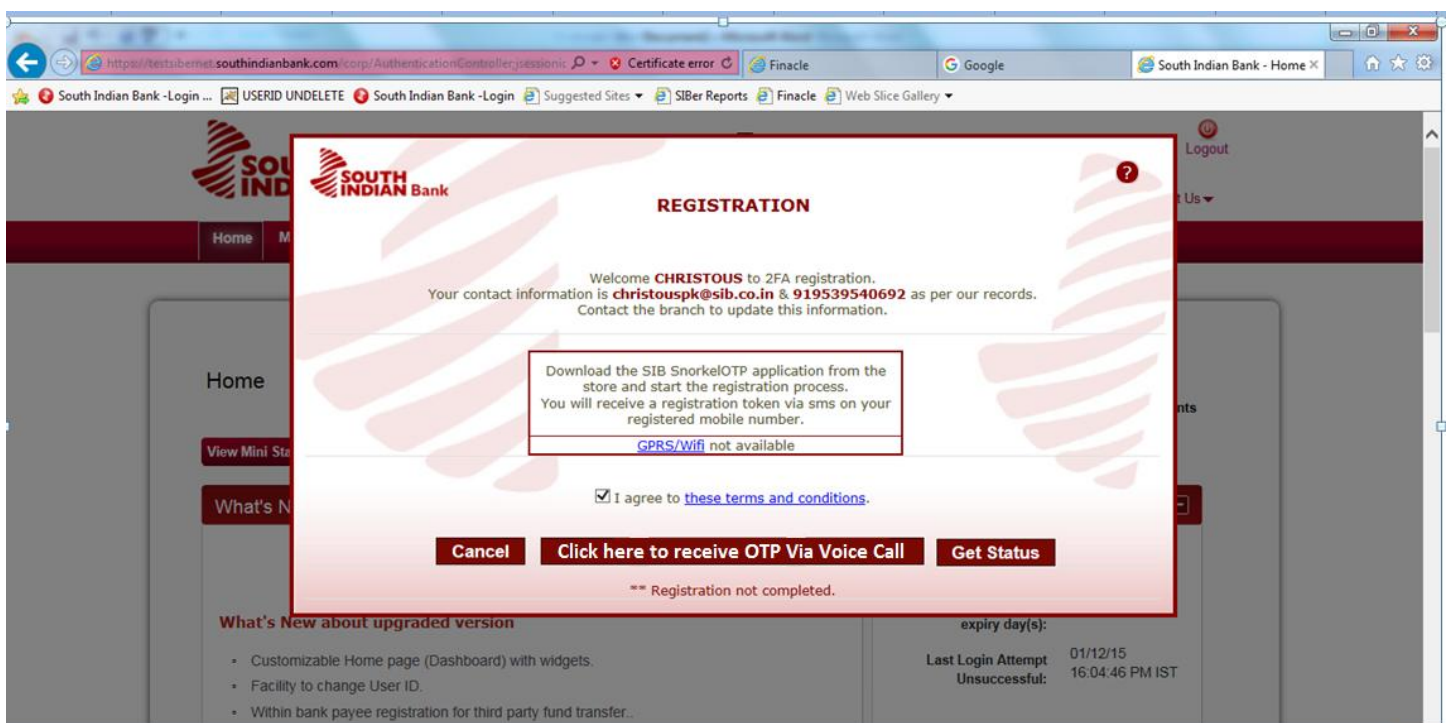 https://testsibernet.southindianbank.com/corp/AuthenticationController;jsessionic
Certificate error
Finacle
Google
South Indian Bank - Home
South Indian Bank -Login ...
USERID UNDELETE
South Indian Bank -Login
Suggested Sites
SIBer Reports
Finacle
Web Slice Gallery
SOU
IND
Logout
t Us
SOUTH
INDIAN Bank
?
REGISTRATION
Home M
Welcome CHRISTOUS to 2FA registration.
Your contact information is christouspk@sib.co.in & 919539540692 as per our records.
Contact the branch to update this information.
Home
Download the SIB SnorkelOTP application from the
store and start the registration process.
You will receive a registration token via sms on your
registered mobile number.
nts
GPRS/Wifi not available
View Mini Sta
I agree to these terms and conditions.
What's N
Cancel
Click here to receive OTP Via Voice Call
Get Status
** Registration not completed.
What's New about upgraded version
expiry day(s):
Customizable Home page (Dashboard) with widgets.
Facility to change User ID.
Within bank payee registration for third party fund transfer..
Last Login Attempt
Unsuccessful:
01/12/15
16:04:46 PM IST